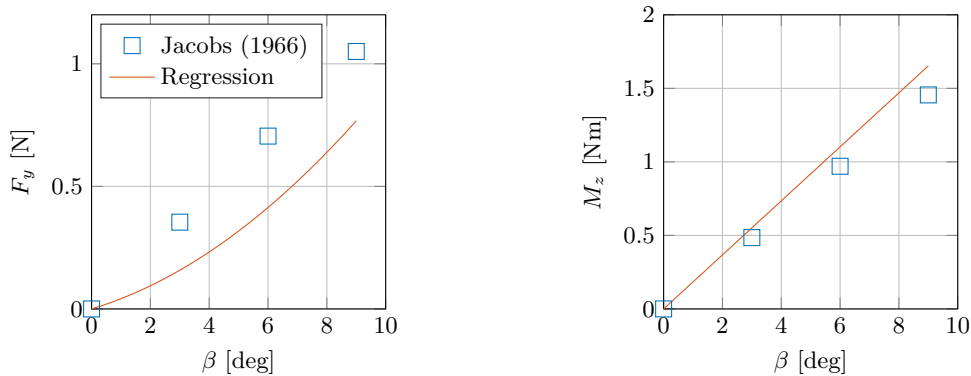 1
0.5
0
F_y [N]
Jacobs (1966)
Regression
0 2 4 6 8 10
β [deg]
2
1.5
1
0.5
0
M_z [Nm]
0 2 4 6 8 10
β [deg]